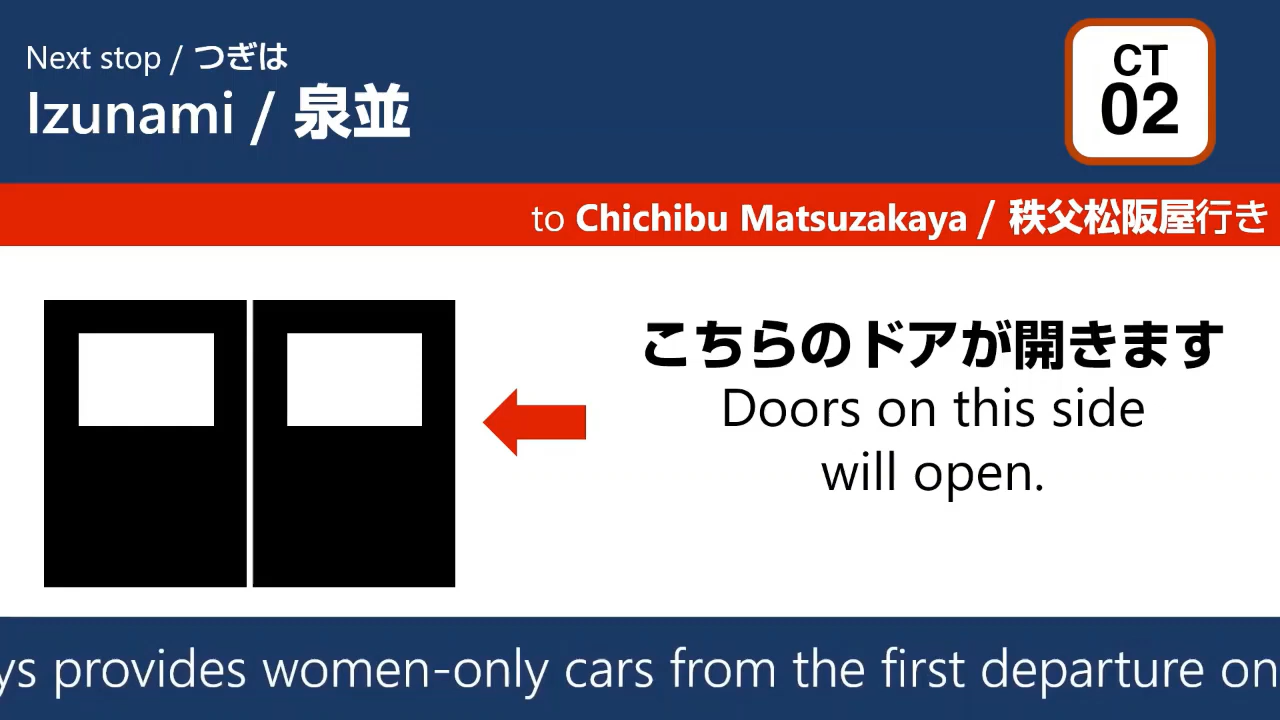 Next stop / つぎは
Izunami / 泉並
CT
02
to Chichibu Matsuzakaya / 秩父松阪屋行き
こちらのドアが開きます
Doors on this side
will open.
ys provides women-only cars from the first departure on